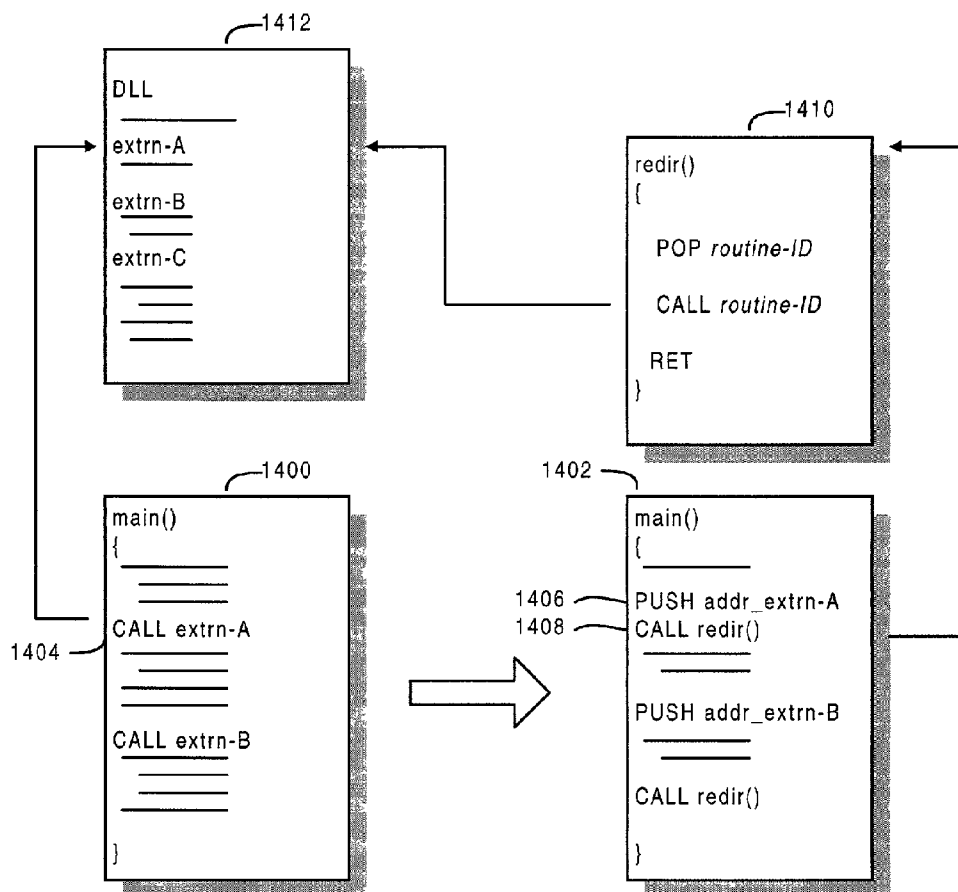 1412
DLL
extrn-A
extrn-B
extrn-C
1410
redir()
{
POP routine-ID
CALL routine-ID
RET
}
1400
main()
{
CALL extrn-A
1404
CALL extrn-B
}
1402
main()
{
1406
PUSH addr_extrn-A
1408
CALL redir()
PUSH addr_extrn-B
CALL redir()
}